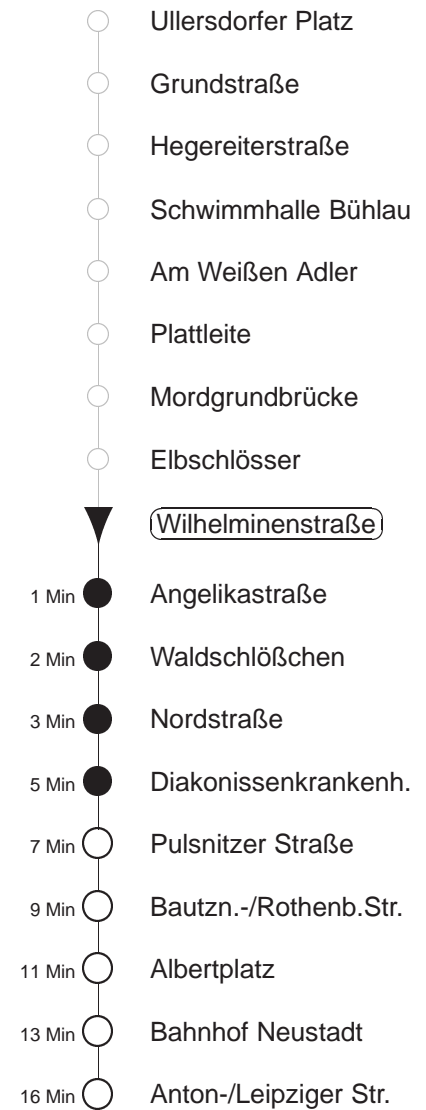 Ullersdorfer Platz
Grundstraße
Hegereiterstraße
Schwimmhalle Bühlau
Am Weißen Adler
Plattleite
Mordgrundbrücke
Elbschlösser
Wilhelminenstraße
1 Min Angelikastraße
2 Min Waldschlößchen
3 Min Nordstraße
5 Min Diakonissenkrankenh.
7 Min Pulsnitzer Straße
9 Min Bautzn.-/Rothenb.Str.
11 Min Albertplatz
13 Min Bahnhof Neustadt
16 Min Anton-/Leipziger Str.